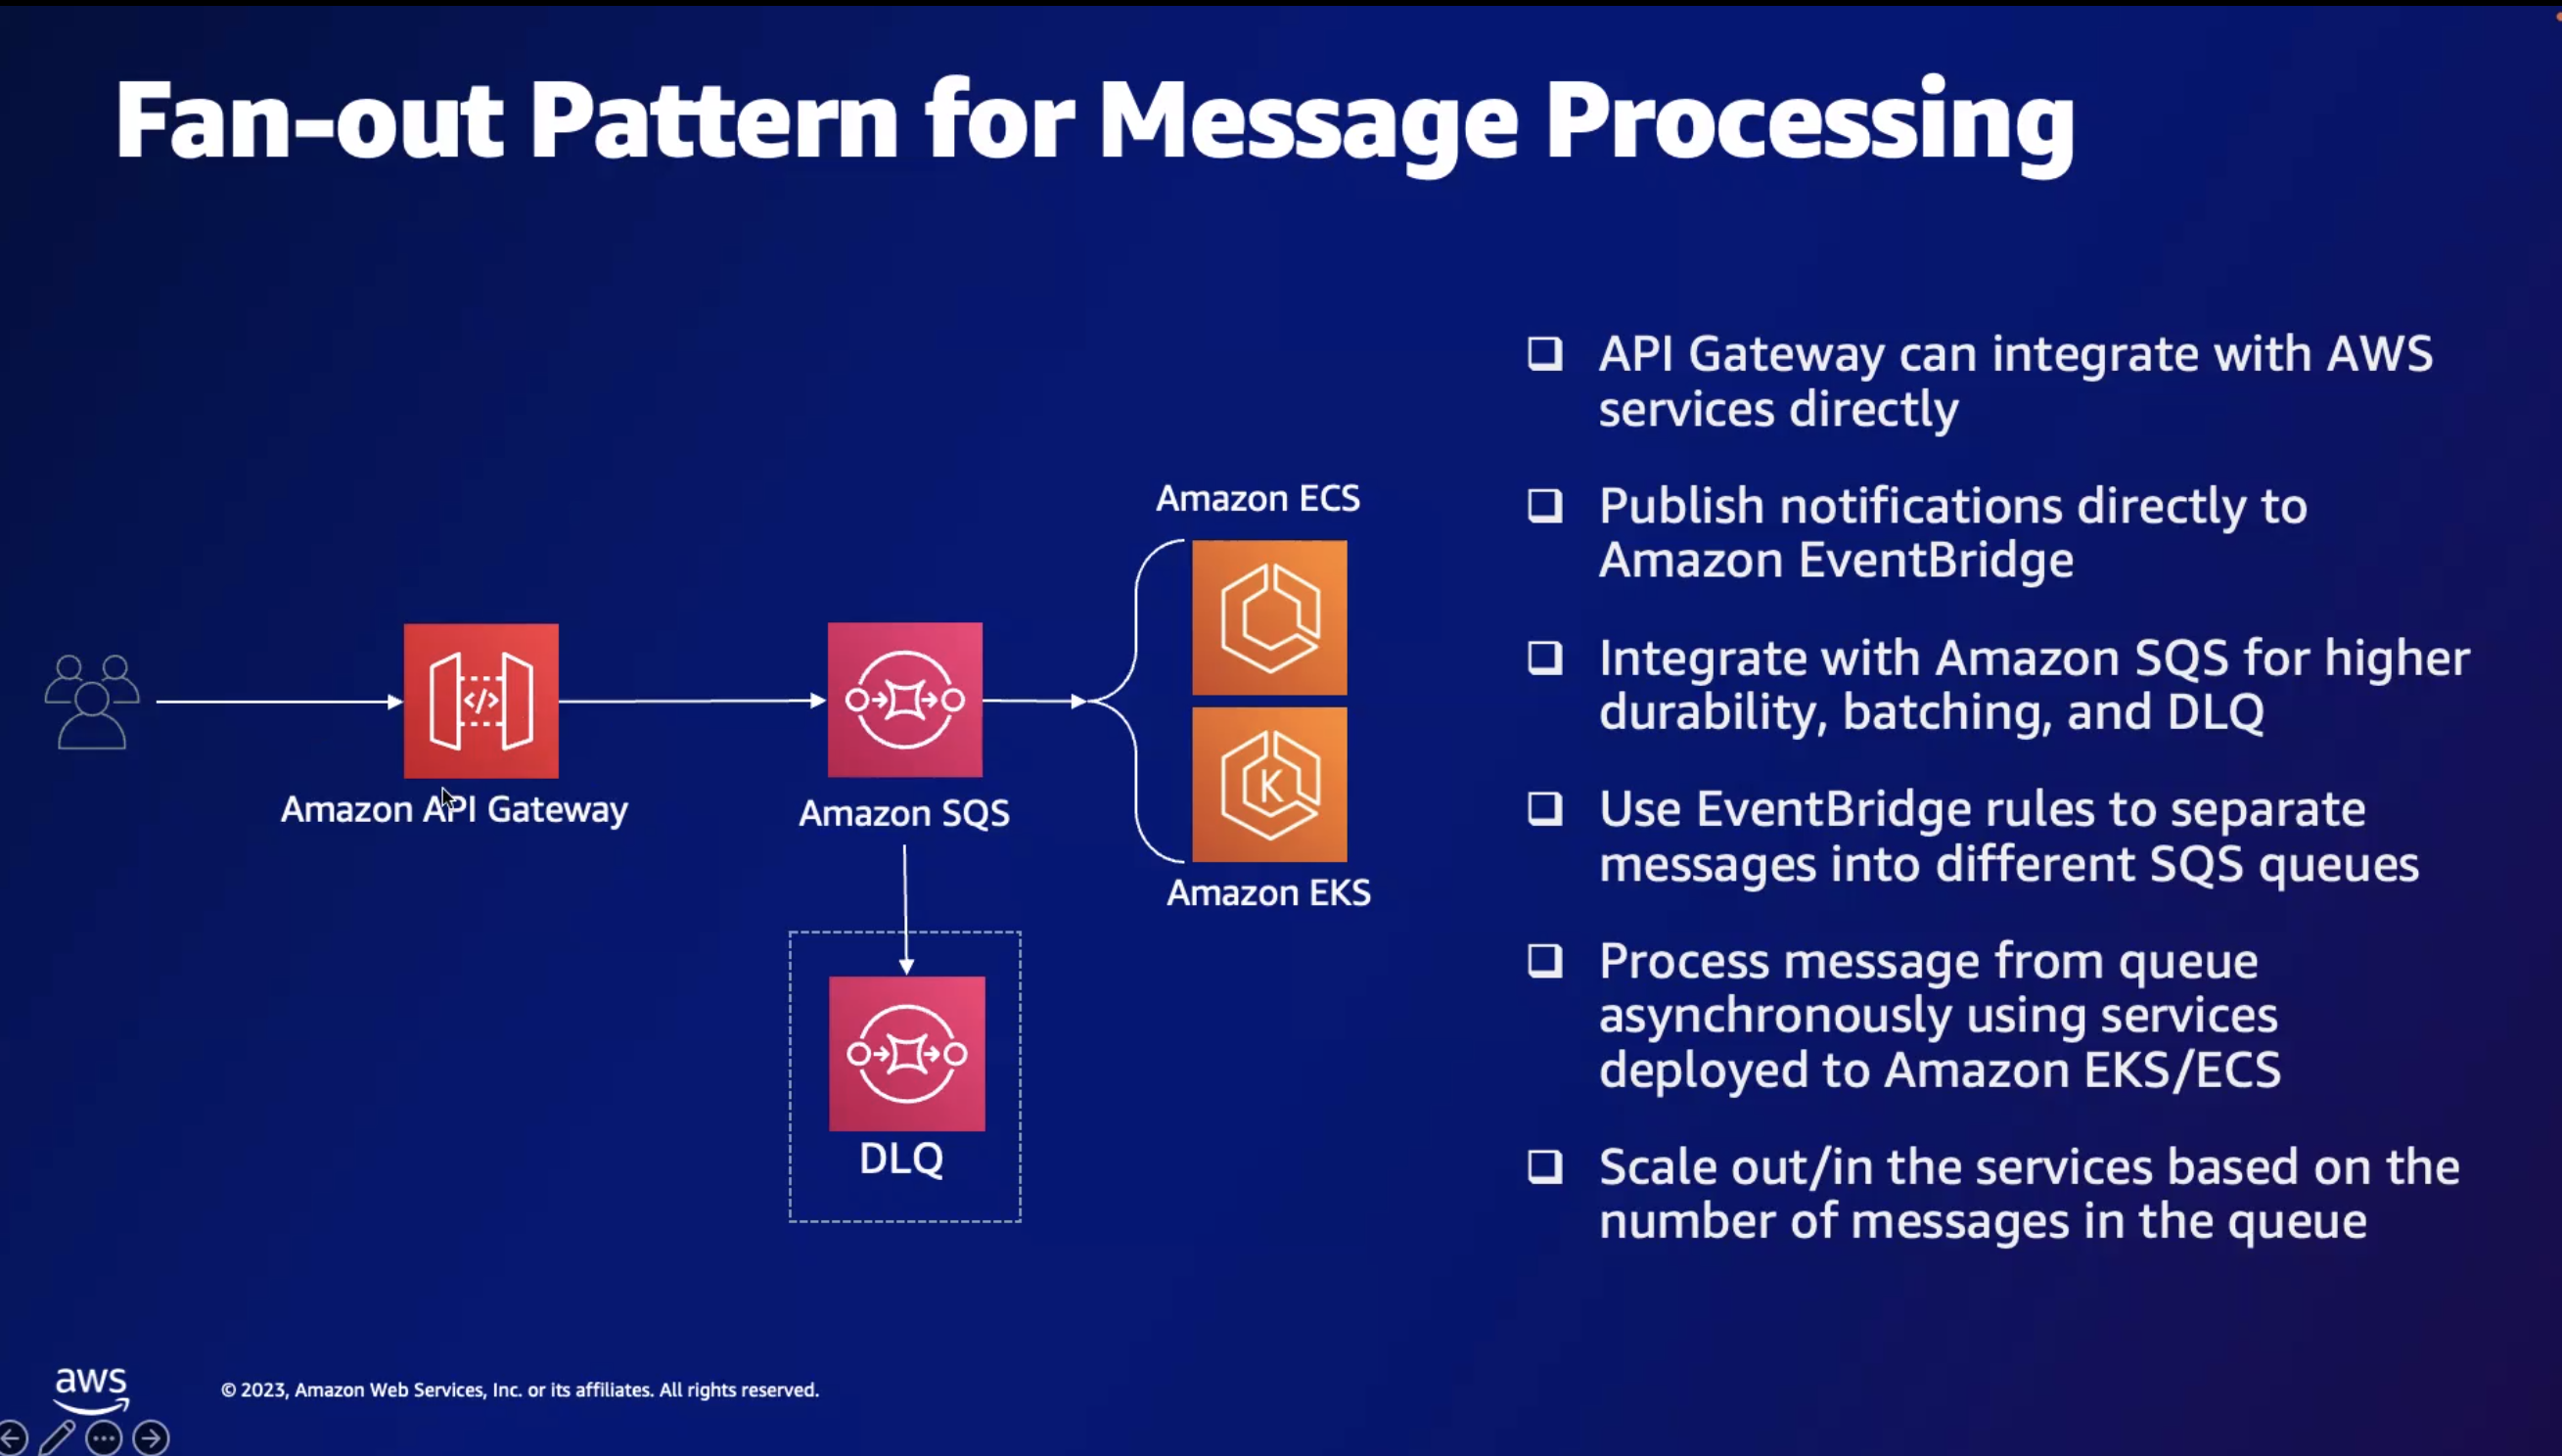 Fan-out Pattern for Message Processing
API Gateway can integrate with AWS
services directly
Publish notifications directly to
Amazon EventBridge
Integrate with Amazon SQS for higher
durability, batching, and DLQ
Use EventBridge rules to separate
messages into different SQS queues
Process message from queue
asynchronously using services
deployed to Amazon EKS/ECS
Scale out/in the services based on the
number of messages in the queue
Amazon ECS
</>
Amazon API Gateway
Amazon SQS
K
Amazon EKS
DLQ
aws
© 2023, Amazon Web Services, Inc. or its affiliates. All rights reserved.